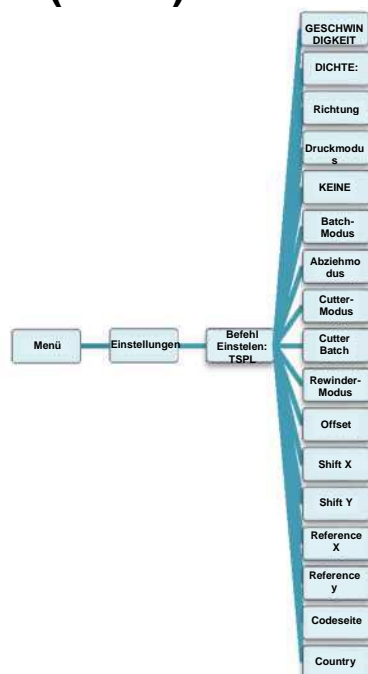 GESCHWIN
DIGKEIT
DICHTE:
Richtung
Druckmodu
s
KEINE
Batch-
Modus
Abziehmo
dus
Cutter-
Modus
Menü
Einstellungen
Befehl
Einstelen:
TSPL
Cutter
Batch
Rewinder-
Modus
Offset
Shift X
Shift Y
Reference
X
Reference
y
Codeseite
Country